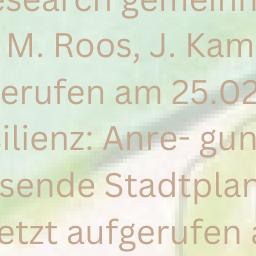 esearch gemeinn
M. Roos, J. Kam
erufen am 25.02
ilienz: Anre- gun
sende Stadtplan
etzt aufgerufen a